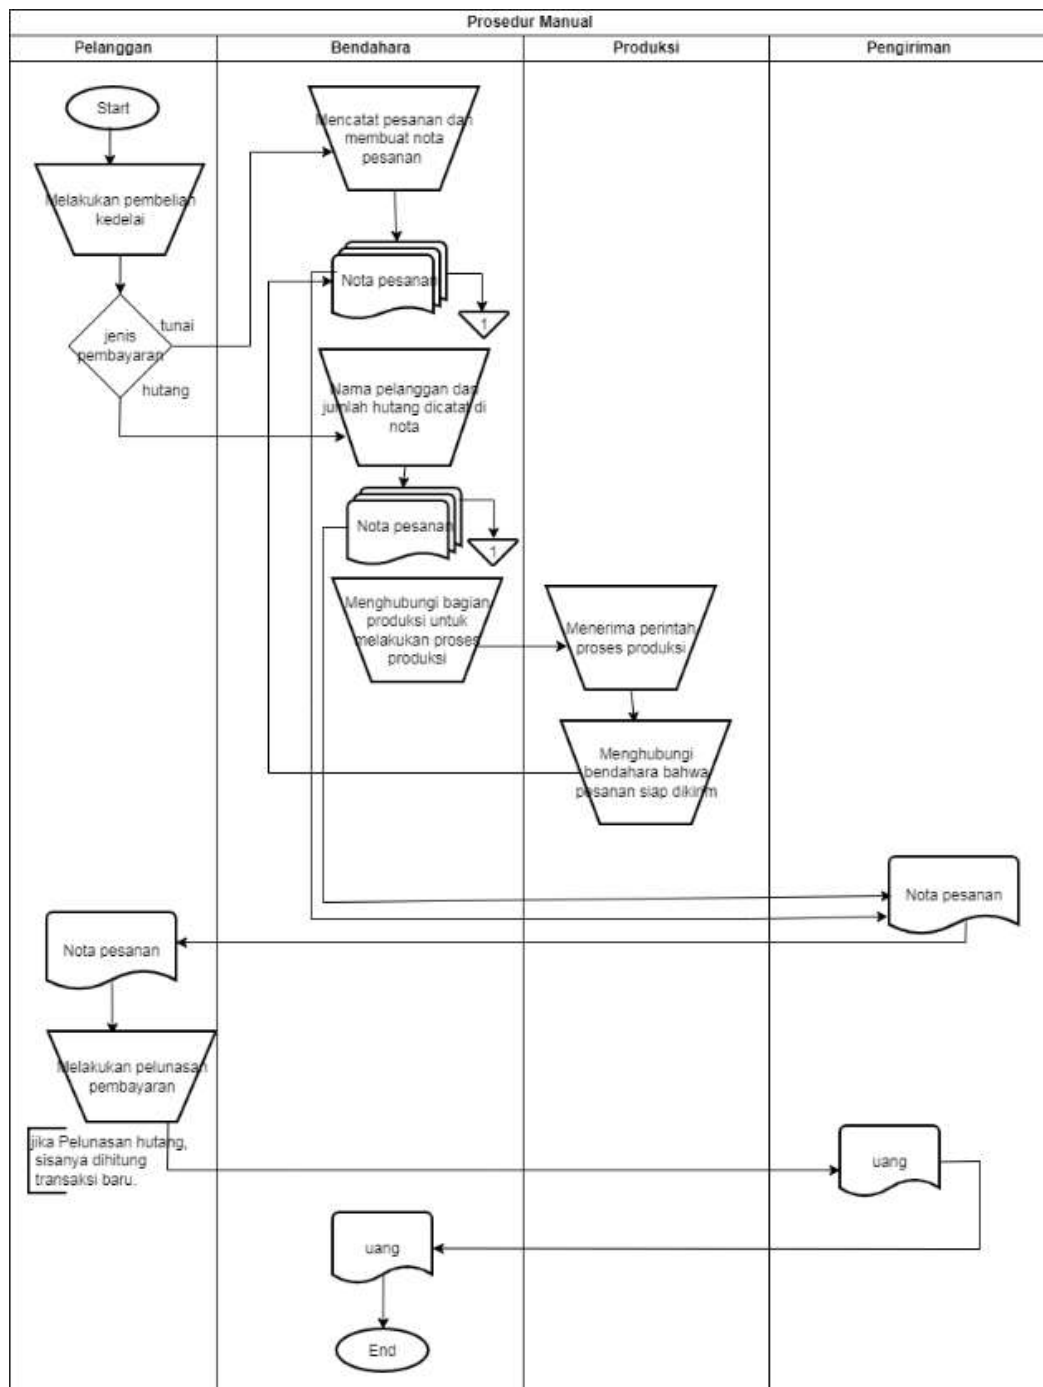 Prosedur Manual
Pelanggan
Bendahara
Produksi
Pengiriman
Start
Mencatat pesanan dan
membuat nota
pesanan
Melakukan pembelian
kedelai
Nota pesanan
1
jenis
pembayaran
tunai
hutang
Nama pelanggan dan
jumlah hutang dicatat di
nota
Nota pesanan
1
Menghubungi bagian
produksi untuk
melakukan proses
produksi
Menerima perintah
proses produksi
Menghubungi
bendahara bahwa
pesanan siap dikirim
Nota pesanan
Nota pesanan
Melakukan pelunasan
pembayaran
jika Pelunasan hutang,
sisanya dihitung
transaksi baru.
uang
uang
End